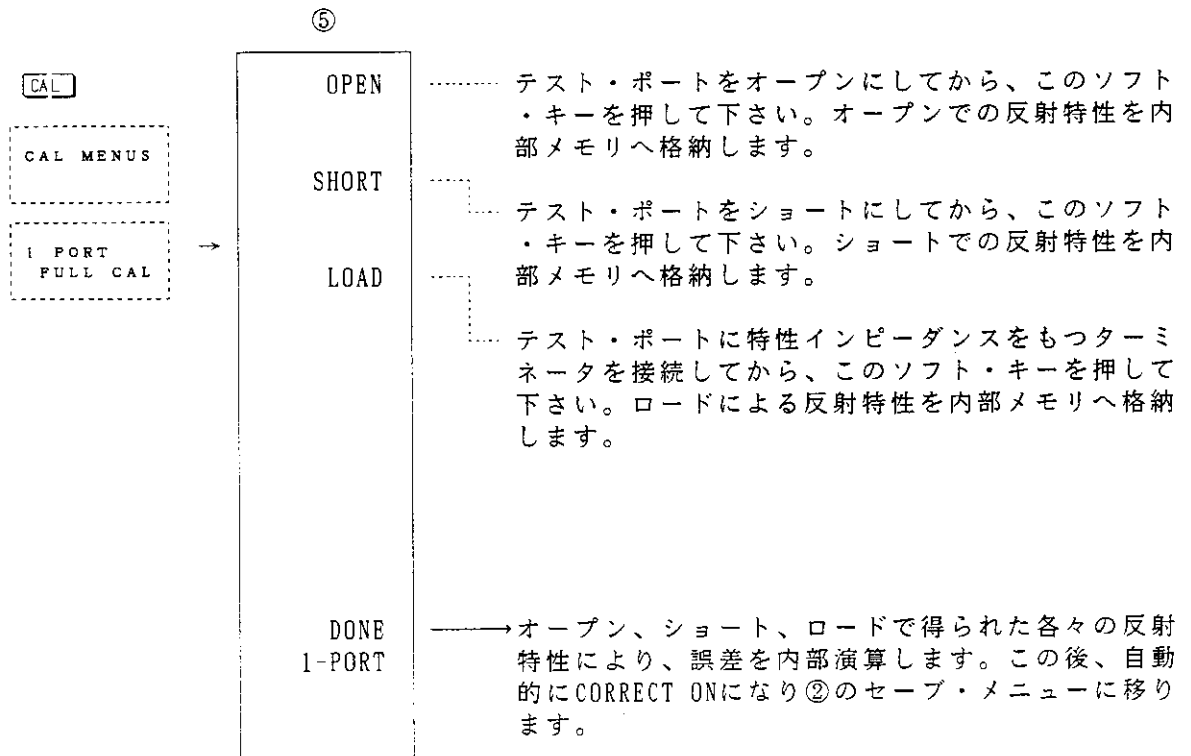 ⑤
CAL
CAL MENUS
1 PORT
FULL CAL
→
OPEN
テスト・ポートをオープンにしてから、このソフト
・キーを押して下さい。オープンでの反射特性を内
部メモリへ格納します。
SHORT
テスト・ポートをショートにしてから、このソフト
・キーを押して下さい。ショートでの反射特性を内
部メモリへ格納します。
LOAD
テスト・ポートに特性インピーダンスをもつターミ
ネータを接続してから、このソフト・キーを押して
下さい。ロードによる反射特性を内部メモリへ格納
します。
DONE
1-PORT
オープン、ショート、ロードで得られた各々の反射
特性により、誤差を内部演算します。この後、自動
的にCORRECT ONになり②のセーブ・メニューに移り
ます。